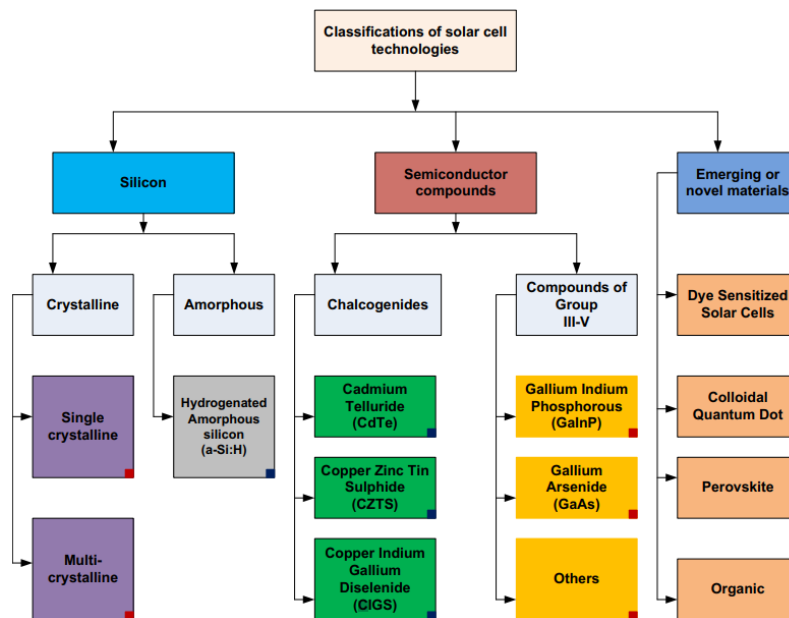 Classifications of solar cell
technologies
Silicon
Semiconductor
compounds
Emerging or
novel materials
Crystalline
Amorphous
Chalcogenides
Compounds of
Group
III-V
Dye Sensitized
Solar Cells
Single
crystalline
Hydrogenated
Amorphous
silicon
(a-Si:H)
Cadmium
Telluride
(CdTe)
Gallium Indium
Phosphorous
(GaInP)
Colloidal
Quantum Dot
Copper Zinc Tin
Sulphide
(CZTS)
Gallium
Arsenide
(GaAs)
Perovskite
Multi-
crystalline
Copper Indium
Gallium
Diselenide
(CIGS)
Others
Organic